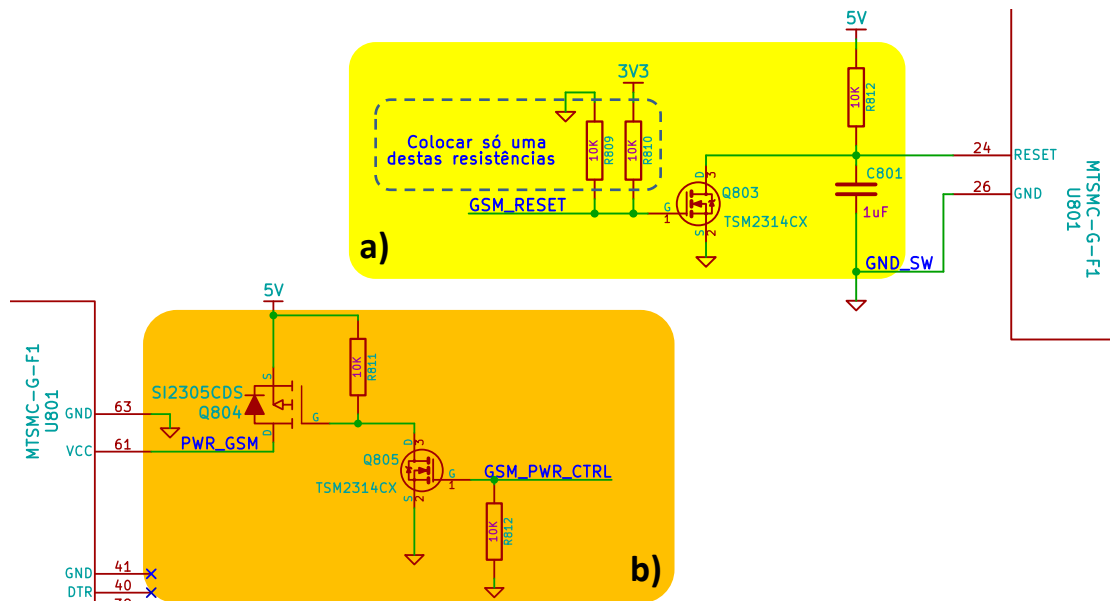 5V
3V3
10K
R812
Colocar só uma
destas resistências
10K
R809
10K
R810
24
RESET
D
3
C801
Q803
26
GND
GSM_RESET
G
1
1uF
TSM2314CX
S
2
MTSMC-G-F1
U801
a)
GND_SW
5V
10K
R811
MTSMC-G-F1
U801
S
SI2305CDS
Q804
GND
63
G
D
PWR_GSM
VCC
61
D
3
Q805
G
1
GSM_PWR_CTRL
TSM2314CX
S
2
10K
R812
GND
41
b)
DTR
40